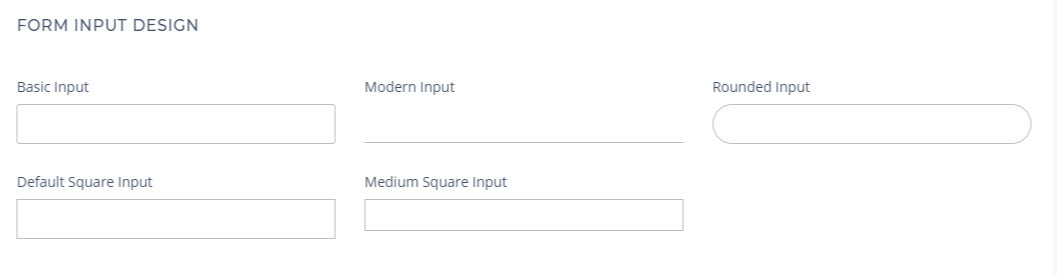 FORM INPUT DESIGN
Basic Input
Modern Input
Rounded Input
Default Square Input
Medium Square Input